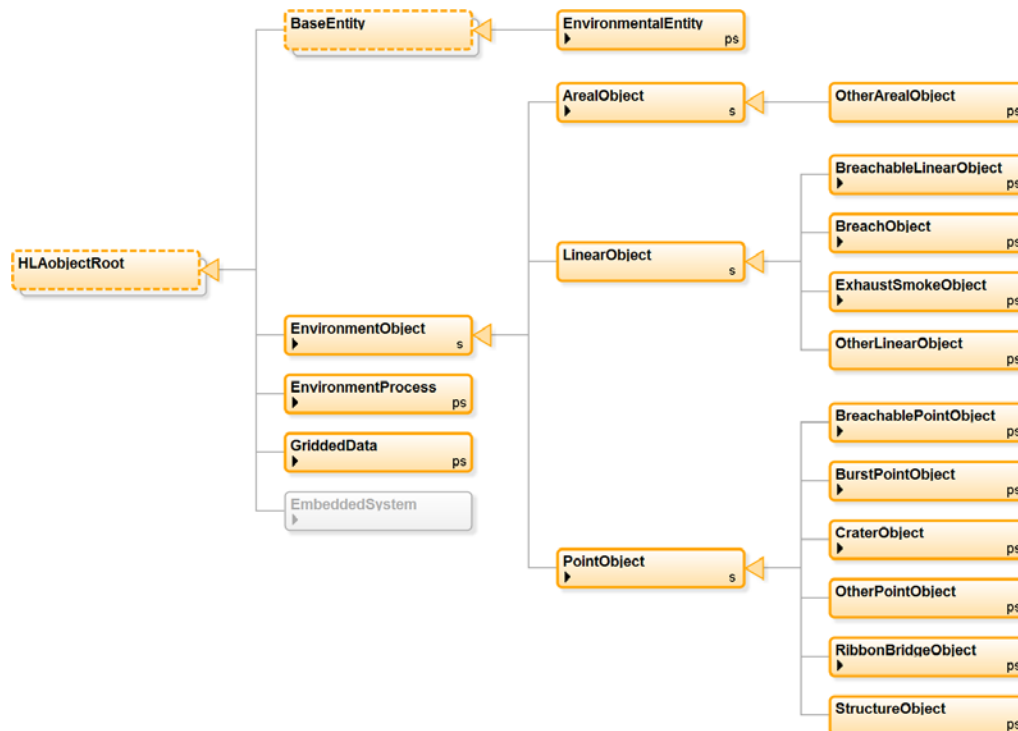 BaseEntity
EnvironmentalEntity
ps
ArealObject
s
OtherArealObject
ps
BreachableLinearObject
ps
BreachObject
ps
HLAobjectRoot
LinearObject
s
ExhaustSmokeObject
ps
EnvironmentObject
s
OtherLinearObject
ps
EnvironmentProcess
ps
BreachablePointObject
ps
GriddedData
ps
BurstPointObject
ps
EmbeddedSystem
CraterObject
ps
PointObject
s
OtherPointObject
ps
RibbonBridgeObject
ps
StructureObject
ps